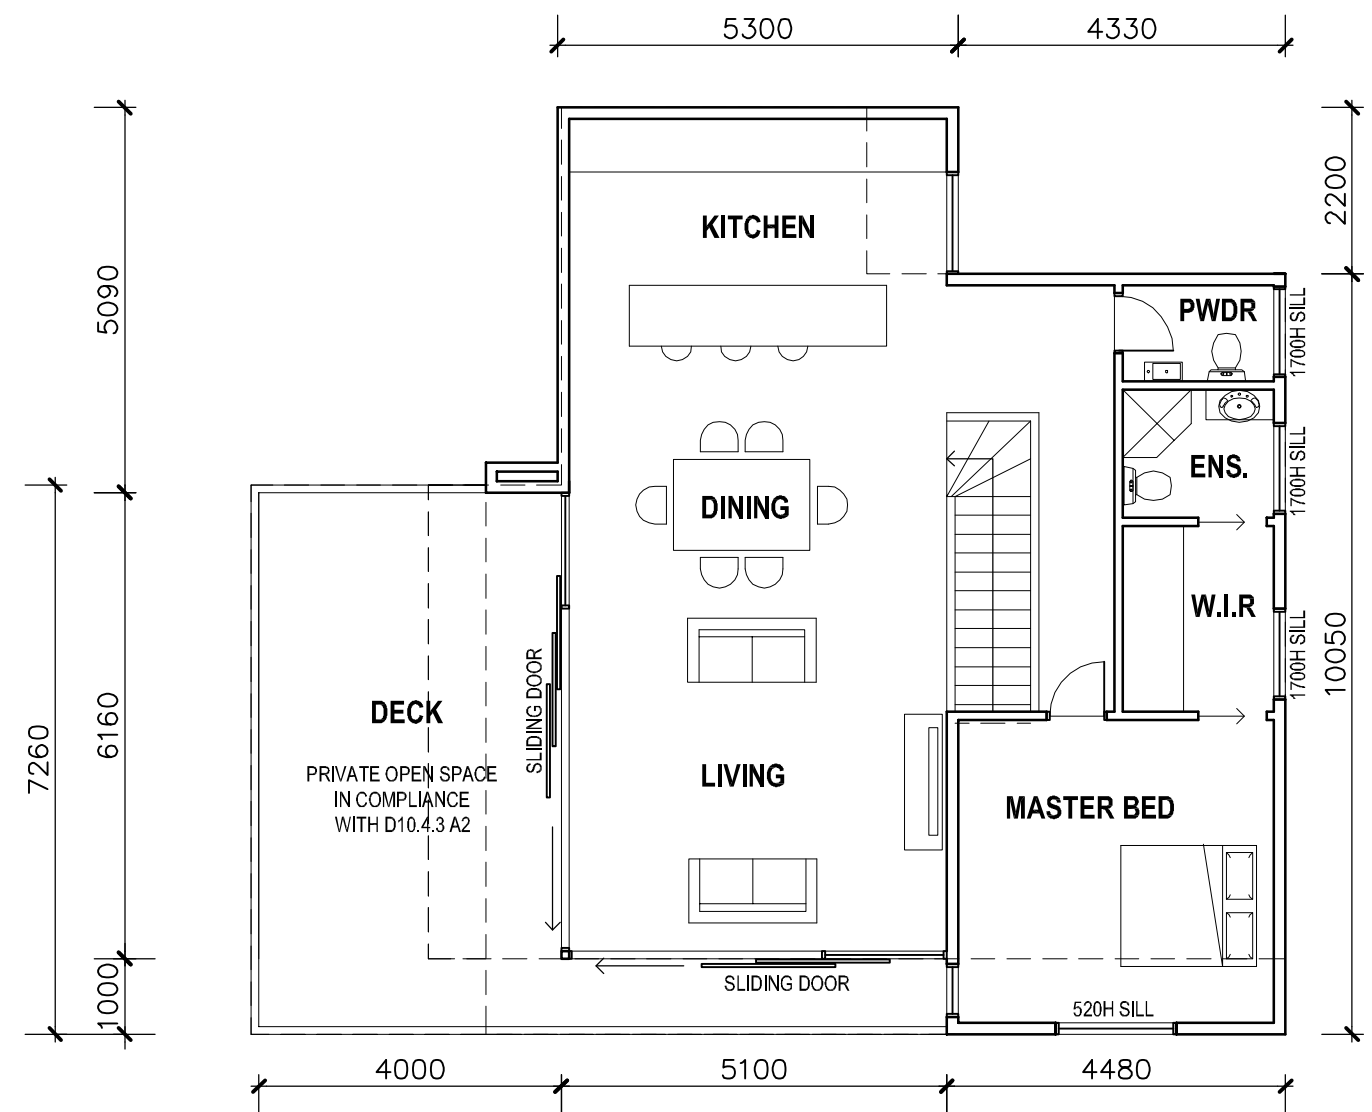 5300
4330
2200
5090
KITCHEN
PWDR
1700H SILL
ENS.
1700H SILL
DINING
W.I.R
1700H SILL
10050
SLIDING DOOR
DECK
PRIVATE OPEN SPACE
IN COMPLIANCE
WITH D10.4.3 A2
6160
7260
LIVING
MASTER BED
1000
SLIDING DOOR
520H SILL
4000
5100
4480